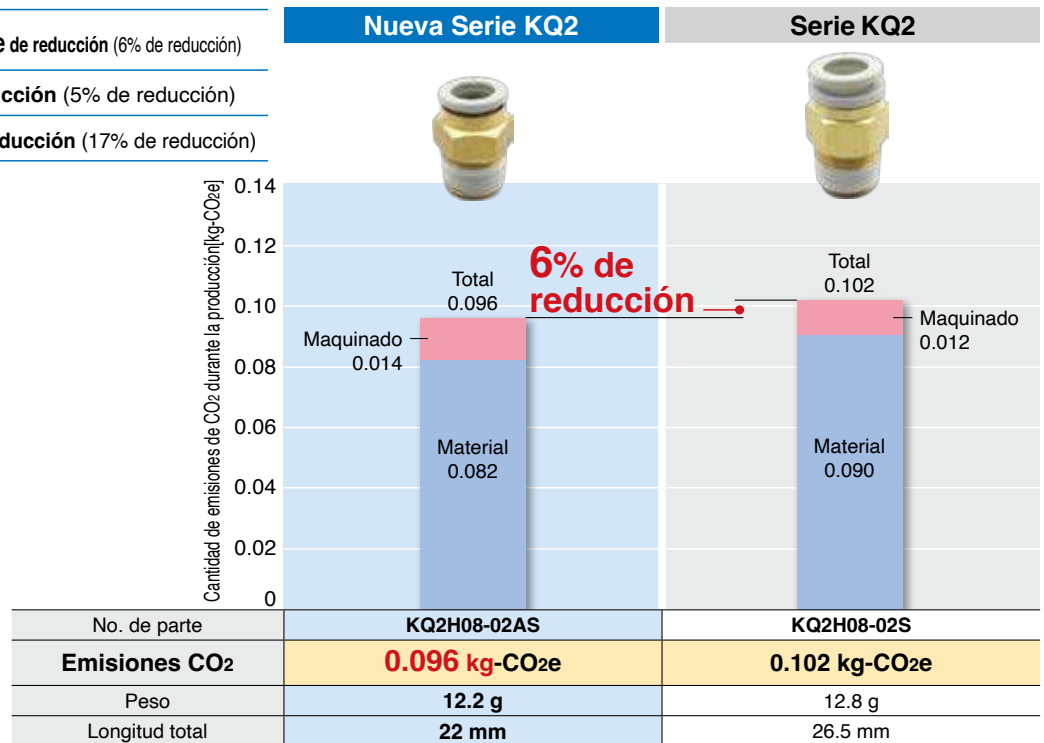 e de reducción (6% de reducción)
cción (5% de reducción)
ducción (17% de reducción)
Nueva Serie KQ2
Serie KQ2
Cantidad de emisiones de CO2 durante la producción[kg-CO2e]
0.14
0.12
0.10
0.08
0.06
0.04
0.02
0
Total
0.096
Maquinado
0.014
Material
0.082
6% de
reducción
Total
0.102
Maquinado
0.012
Material
0.090
No. de parte KQ2H08-02AS KQ2H08-02S
Emisiones CO2 0.096 kg-CO2e 0.102 kg-CO2e
Peso 12.2 g 12.8 g
Longitud total 22 mm 26.5 mm